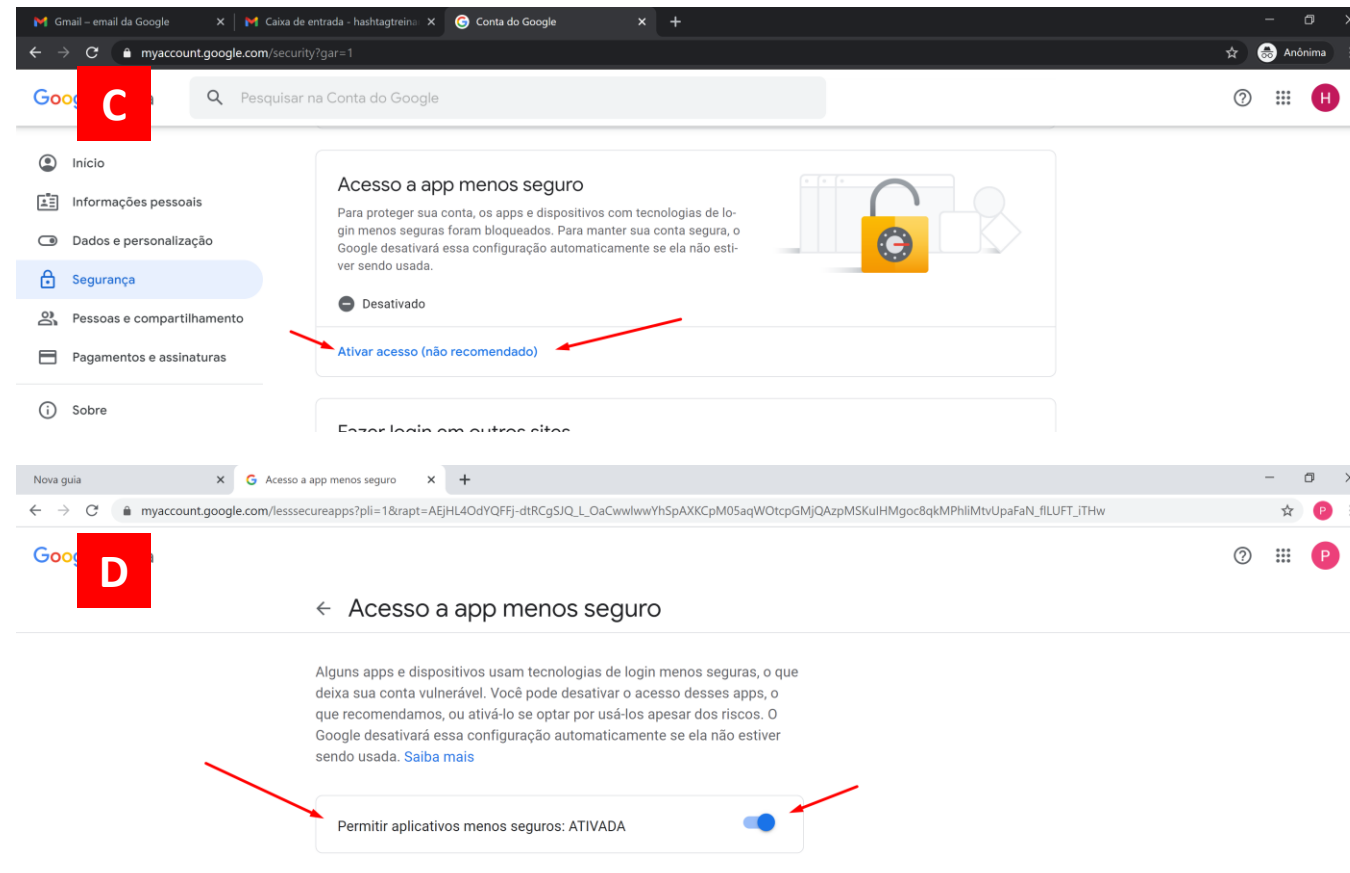 Gmail – email da Google
Caixa de entrada - hashtagtreina
Conta do Google
myaccount.google.com/security?gar=1
Anônima
C
Pesquisar na Conta do Google
H
Início
Informações pessoais
Dados e personalização
Segurança
Pessoas e compartilhamento
Pagamentos e assinaturas
Sobre
Acesso a app menos seguro
Para proteger sua conta, os apps e dispositivos com tecnologias de lo-
gin menos seguras foram bloqueados. Para manter sua conta segura, o
Google desativará essa configuração automaticamente se ela não esti-
ver sendo usada.
Desativado
Ativar acesso (não recomendado)
Fazer login em outros sites
Nova guia
Acesso a app menos seguro
myaccount.google.com/lesssecureapps?pli=1&rapt=AEjHL4OdYQFFj-dtRCgSJQ_L_OaCwwlwwYhSpAXKCpM05aqWOtcpGMjQAzpMSKulHMgoc8qkMPhliMtvUpaFaN_flLUFT_iTHw
P
D
P
Acesso a app menos seguro
Alguns apps e dispositivos usam tecnologias de login menos seguras, o que
deixa sua conta vulnerável. Você pode desativar o acesso desses apps, o
que recomendamos, ou ativá-lo se optar por usá-los apesar dos riscos. O
Google desativará essa configuração automaticamente se ela não estiver
sendo usada. Saiba mais
Permitir aplicativos menos seguros: ATIVADA